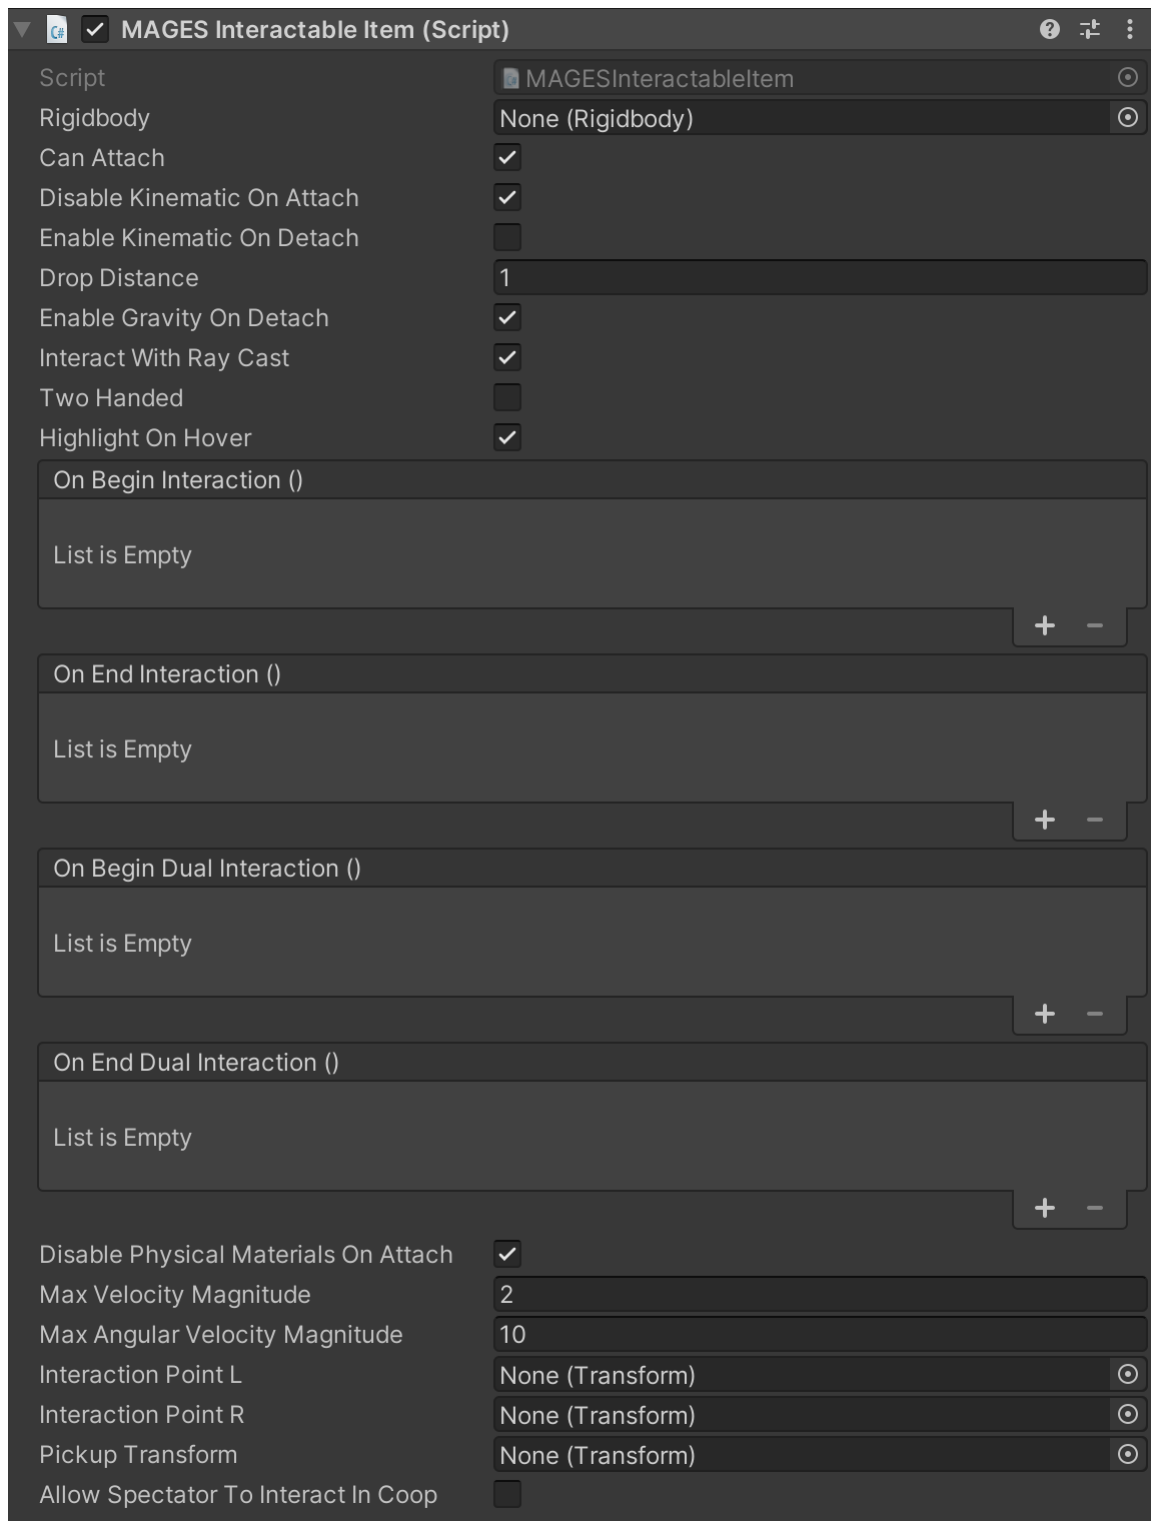 MAGES Interactable Item (Script)
Script MAGESInteractableItem
Rigidbody None (Rigidbody)
Can Attach
Disable Kinematic On Attach
Enable Kinematic On Detach
Drop Distance 1
Enable Gravity On Detach
Interact With Ray Cast
Two Handed
Highlight On Hover
On Begin Interaction ()
List is Empty
On End Interaction ()
List is Empty
On Begin Dual Interaction ()
List is Empty
On End Dual Interaction ()
List is Empty
Disable Physical Materials On Attach
Max Velocity Magnitude 2
Max Angular Velocity Magnitude 10
Interaction Point L None (Transform)
Interaction Point R None (Transform)
Pickup Transform None (Transform)
Allow Spectator To Interact In Coop